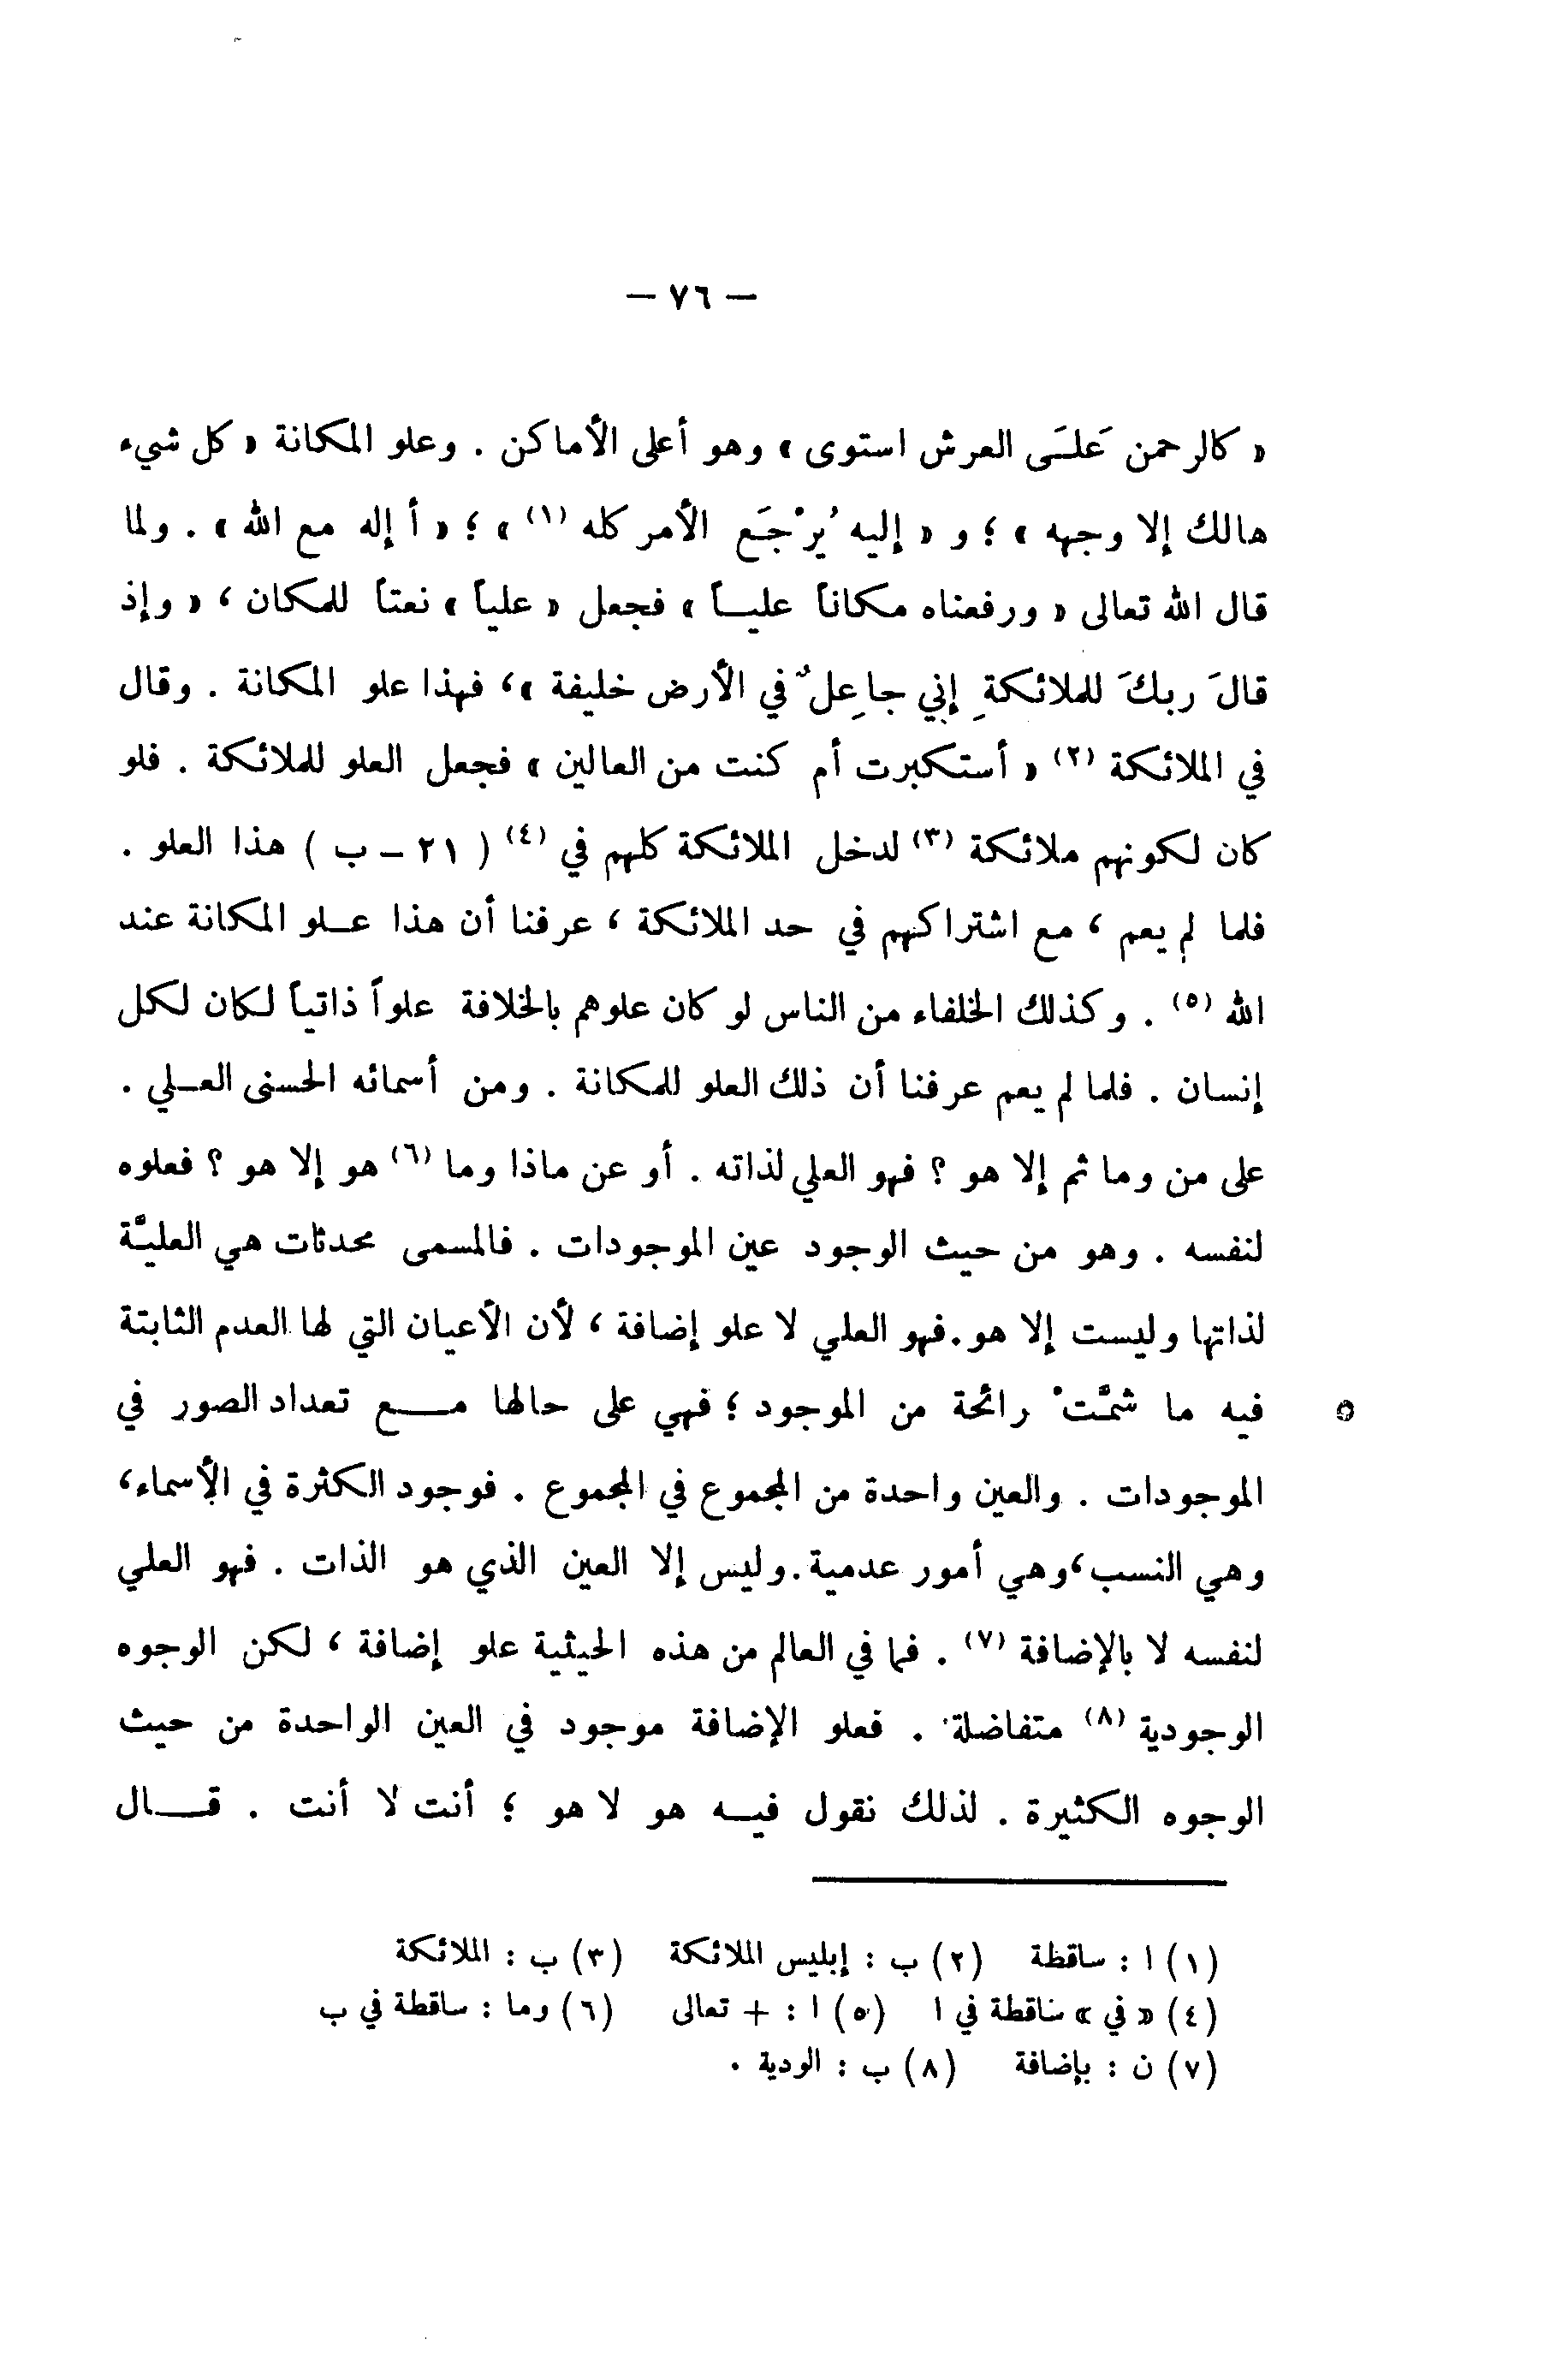 — ٧٦ —
« كالرحمن عَلَى العرش استوى » وهو أعلى الأماكن . وعلو المكانة « كل شيء
هالك إلا وجهه » ؛ و « إليه يُرْجَع الأمر كله (١) » ؛ « أ إله مع الله » . ولما
قال الله تعالى « ورفعناه مكاناً عليــاً » فجعل « علياً » نعتاً للمكان ، « وإذ
قالَ ربكَ للملائكةِ إني جاعِلٌ في الأرض خليفة » ، فهذا علو المكانة . وقال
في الملائكة (٢) « أستكبرت أم كنت من العالين » فجعل العلو للملائكة . فلو
كان لكونهم ملائكة (٣) لدخل الملائكة كلهم في (٤) ( ٢١ – ب ) هذا العلو .
فلما لم يعم ، مع اشتراكهم في حد الملائكة ، عرفنا أن هذا عــلو المكانة عند
الله (٥) . وكذلك الخلفاء من الناس لو كان علوهم بالخلافة علواً ذاتياً لكان لكل
إنسان . فلما لم يعم عرفنا أن ذلك العلو للمكانة . ومن أسمائه الحسنى العــلي .
على من وما ثم إلا هو ؟ فهو العلي لذاته . أو عن ماذا وما (٦) هو إلا هو ؟ فعلوه
لنفسه . وهو من حيث الوجود عين الموجودات . فالمسمى محدثات هي العليَّة
لذاتها وليست إلا هو . فهو العلي لا علو إضافة ، لأن الأعيان التي لها العدم الثابتة
فيه ما شمَّتْ رائحة من الموجود ؛ فهي على حالها مـــع تعداد الصور في
الموجودات . والعين واحدة من المجموع في المجموع . فوجود الكثرة في الأسماء ،
وهي النسب ، وهي أمور عدمية . وليس إلا العين الذي هو الذات . فهو العلي
لنفسه لا بالإضافة (٧) . فما في العالم من هذه الحيثية علو إضافة ، لكن الوجوه
الوجودية (٨) متفاضلة . فعلو الإضافة موجود في العين الواحدة من حيث
الوجوه الكثيرة . لذلك نقول فيــه هو لا هو ؛ أنت لا أنت . قـــال
(١) ا : ساقطة (٢) ب : إبليس الملائكة (٣) ب : الملائكة
(٤) « في » ساقطة في ا (٥) ا : + تعالى (٦) وما : ساقطة في ب
(٧) ن : بإضافة (٨) ب : الودية .